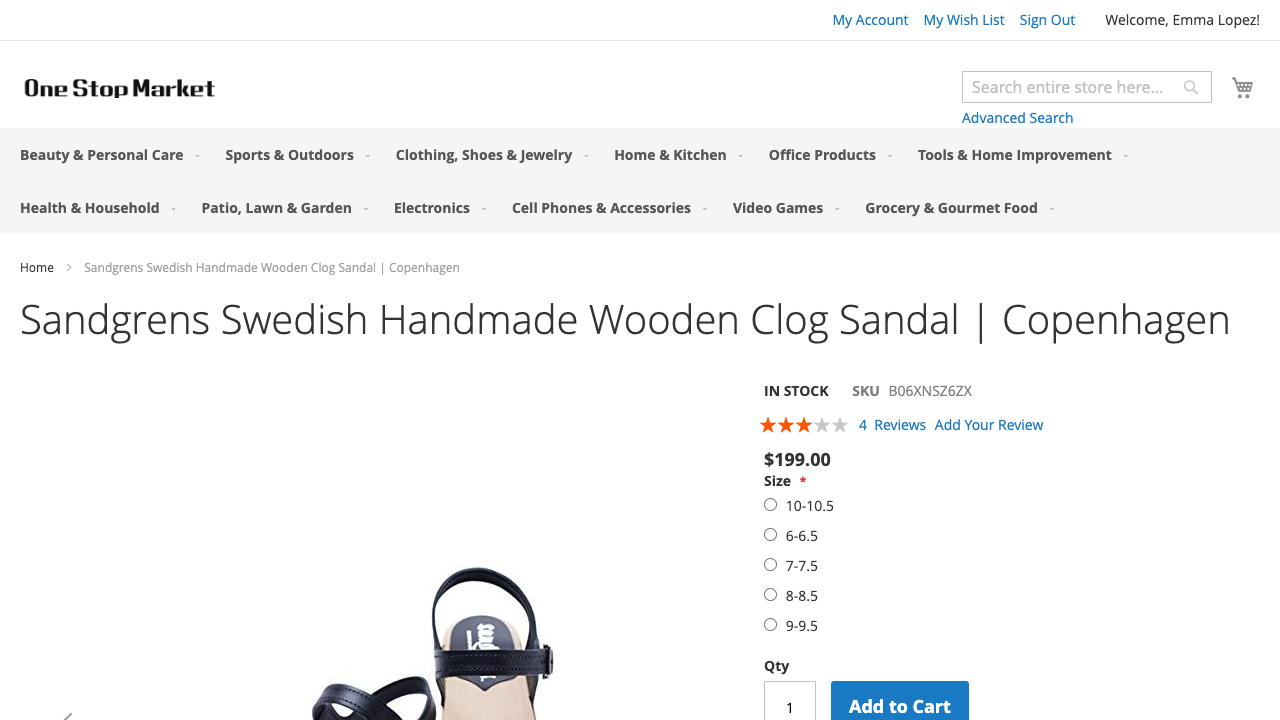 My Account My Wish List Sign Out Welcome, Emma Lopez!
One Stop Market
Search entire store here...
Advanced Search
Beauty & Personal Care Sports & Outdoors Clothing, Shoes & Jewelry Home & Kitchen Office Products Tools & Home Improvement
Health & Household Patio, Lawn & Garden Electronics Cell Phones & Accessories Video Games Grocery & Gourmet Food
Home Sandgrens Swedish Handmade Wooden Clog Sandal | Copenhagen
Sandgrens Swedish Handmade Wooden Clog Sandal | Copenhagen
IN STOCK SKU B06XNSZ6ZX
4 Reviews Add Your Review
$199.00
Size *
10-10.5
6-6.5
7-7.5
8-8.5
9-9.5
Qty
1 Add to Cart